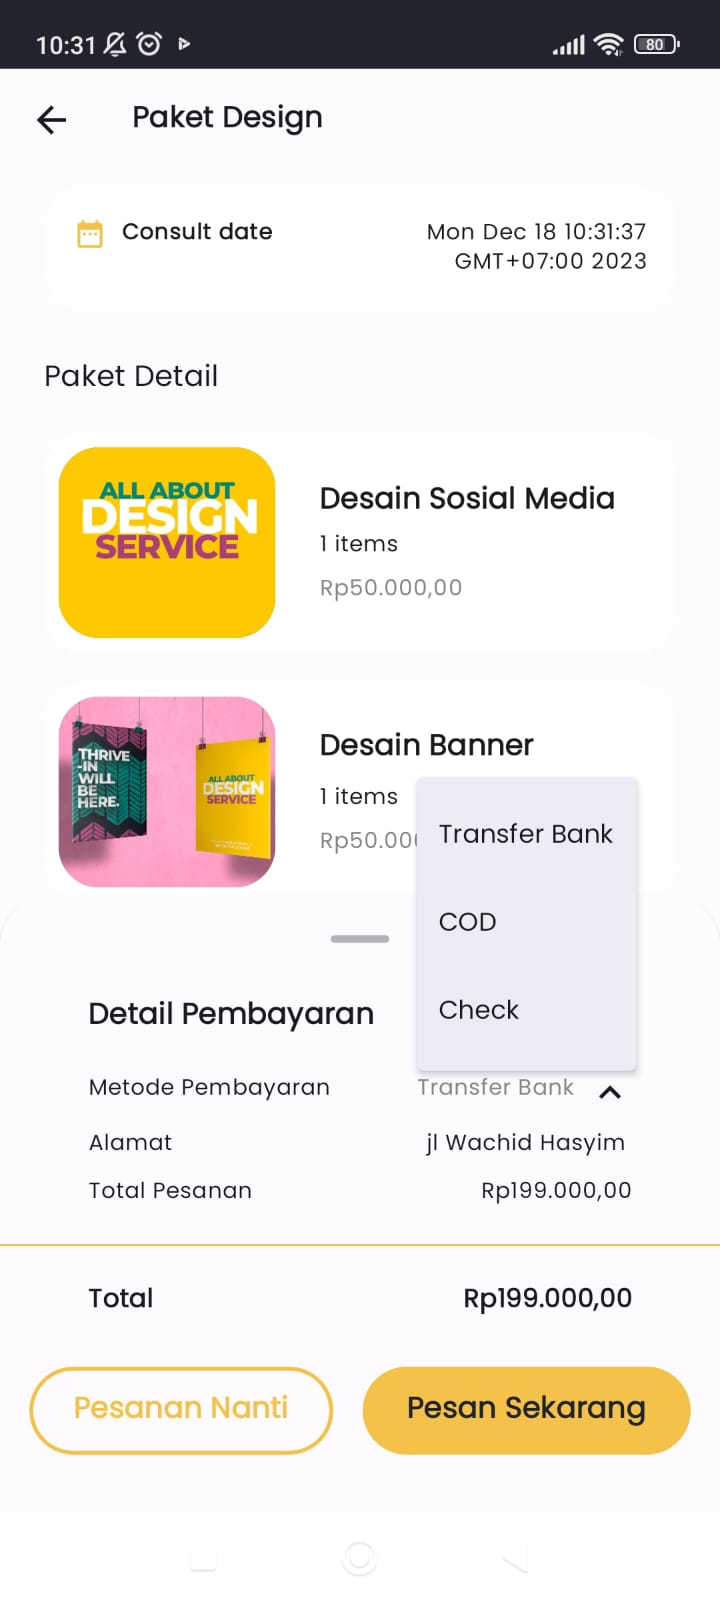 10:31
80
Paket Design
Consult date
Mon Dec 18 10:31:37
GMT+07:00 2023
Paket Detail
ALL ABOUT
DESIGN
SERVICE
Desain Sosial Media
1 items
Rp50.000,00
THRIVE
-IN
WILL
BE
HERE.
ALL ABOUT
DESIGN
SERVICE
Desain Banner
1 items
Rp50.00
Transfer Bank
COD
Check
Detail Pembayaran
Metode Pembayaran
Transfer Bank
Alamat
jl Wachid Hasyim
Total Pesanan
Rp199.000,00
Total
Rp199.000,00
Pesanan Nanti
Pesan Sekarang